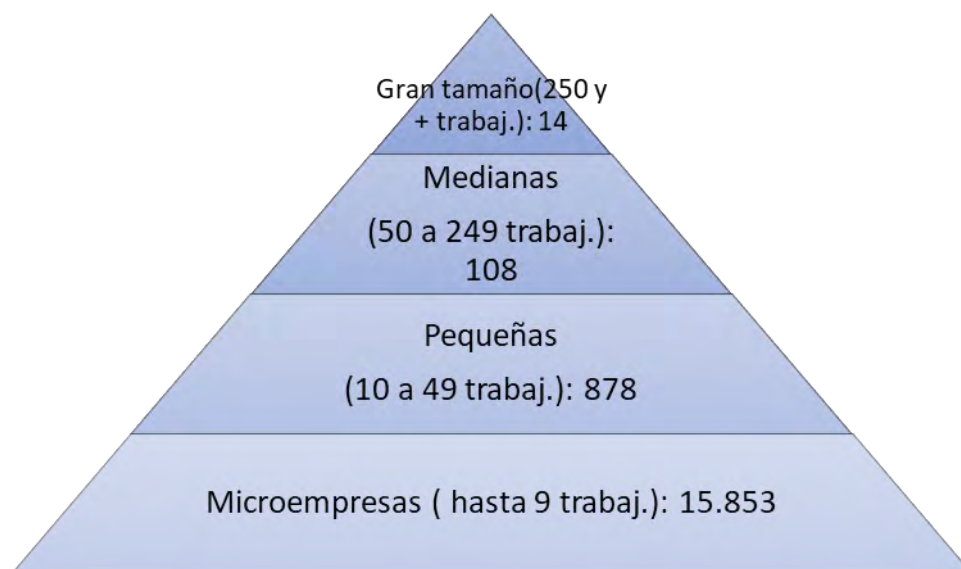 Gran tamaño(250 y
+ trabaj.): 14
Medianas
(50 a 249 trabaj.):
108
Pequeñas
(10 a 49 trabaj.): 878
Microempresas ( hasta 9 trabaj.): 15.853